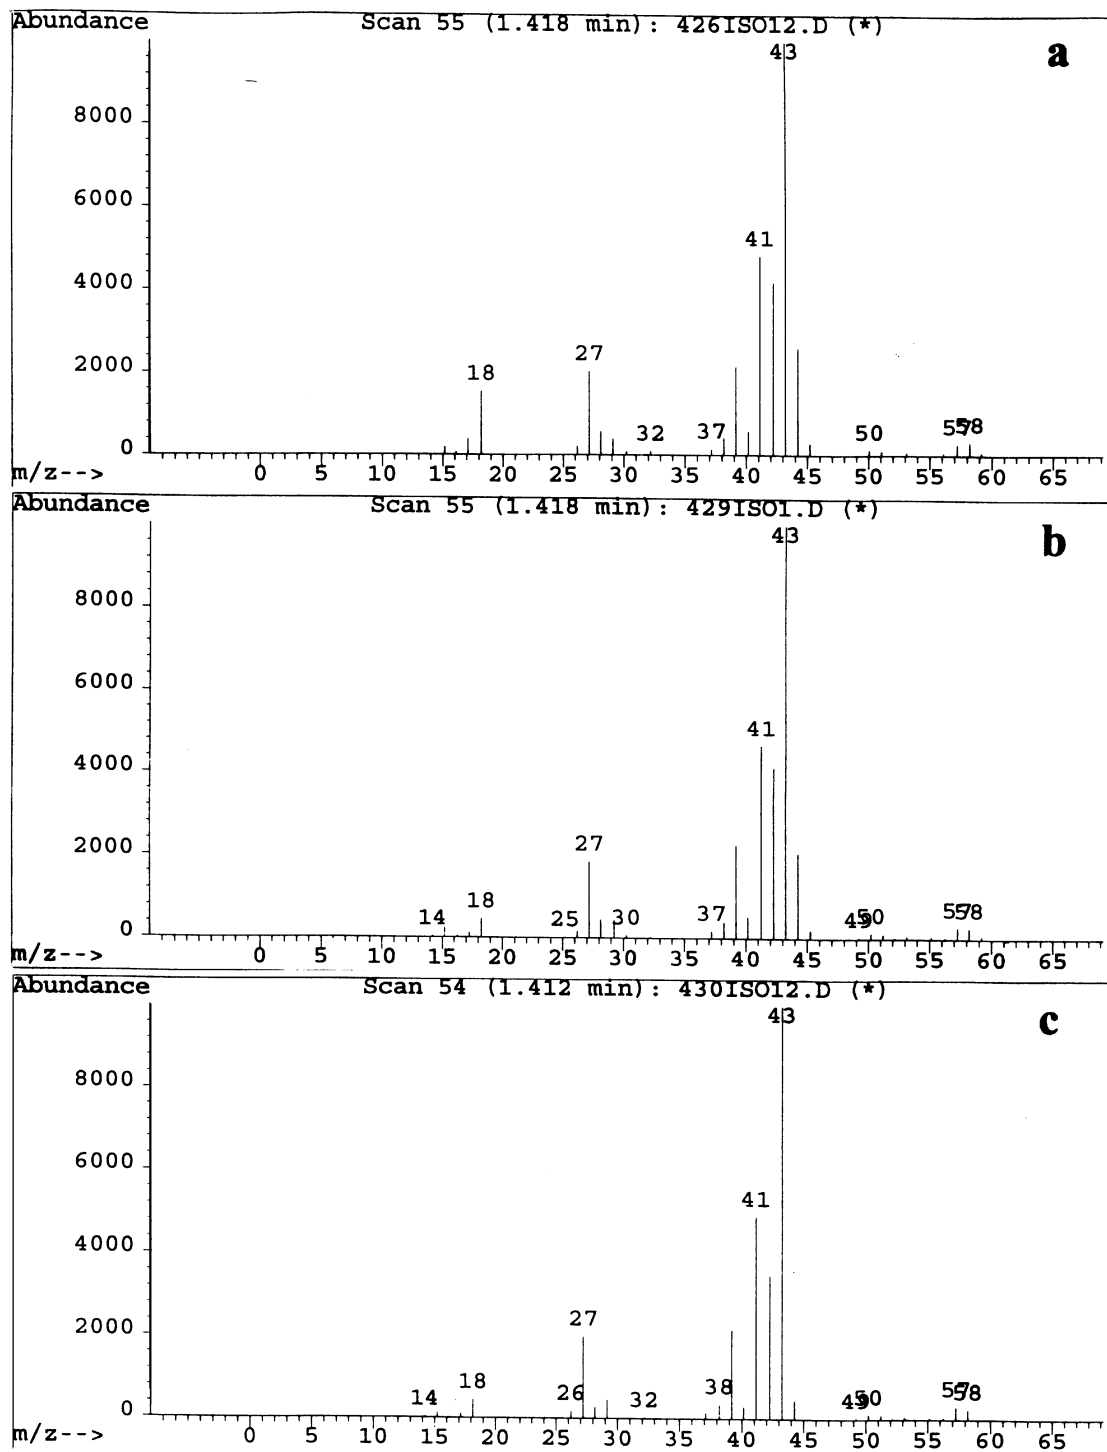 Abundance Scan 55 (1.418 min): 426ISO12.D (*)
43
a
8000
6000
41
4000
27
2000
18
32 37 50 57 58
0
m/z--> 0 5 10 15 20 25 30 35 40 45 50 55 60 65
Abundance Scan 55 (1.418 min): 429ISO1.D (*)
43
b
8000
6000
41
4000
27
2000
18
14 25 30 37 49 50 57 58
0
m/z--> 0 5 10 15 20 25 30 35 40 45 50 55 60 65
Abundance Scan 54 (1.412 min): 430ISO12.D (*)
43
c
8000
6000
41
4000
27
2000
18
14 26 32 38 49 50 57 58
0
m/z--> 0 5 10 15 20 25 30 35 40 45 50 55 60 65